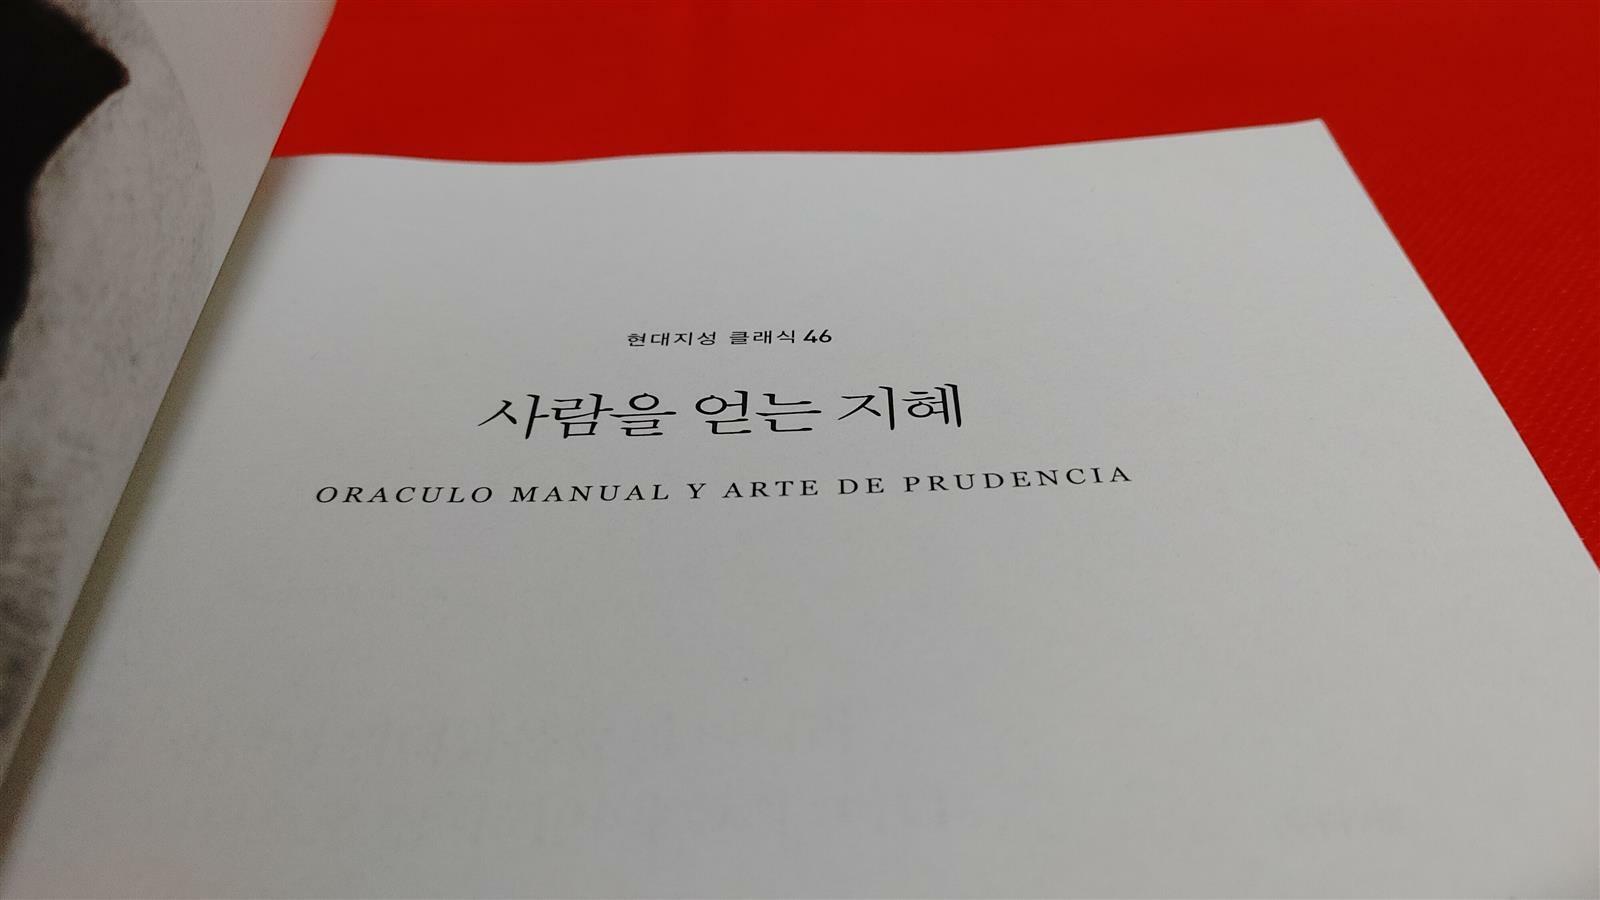 현대지성 클래식 46
사람을 얻는 지혜
ORACULO MANUAL Y ARTE DE PRUDENCIA